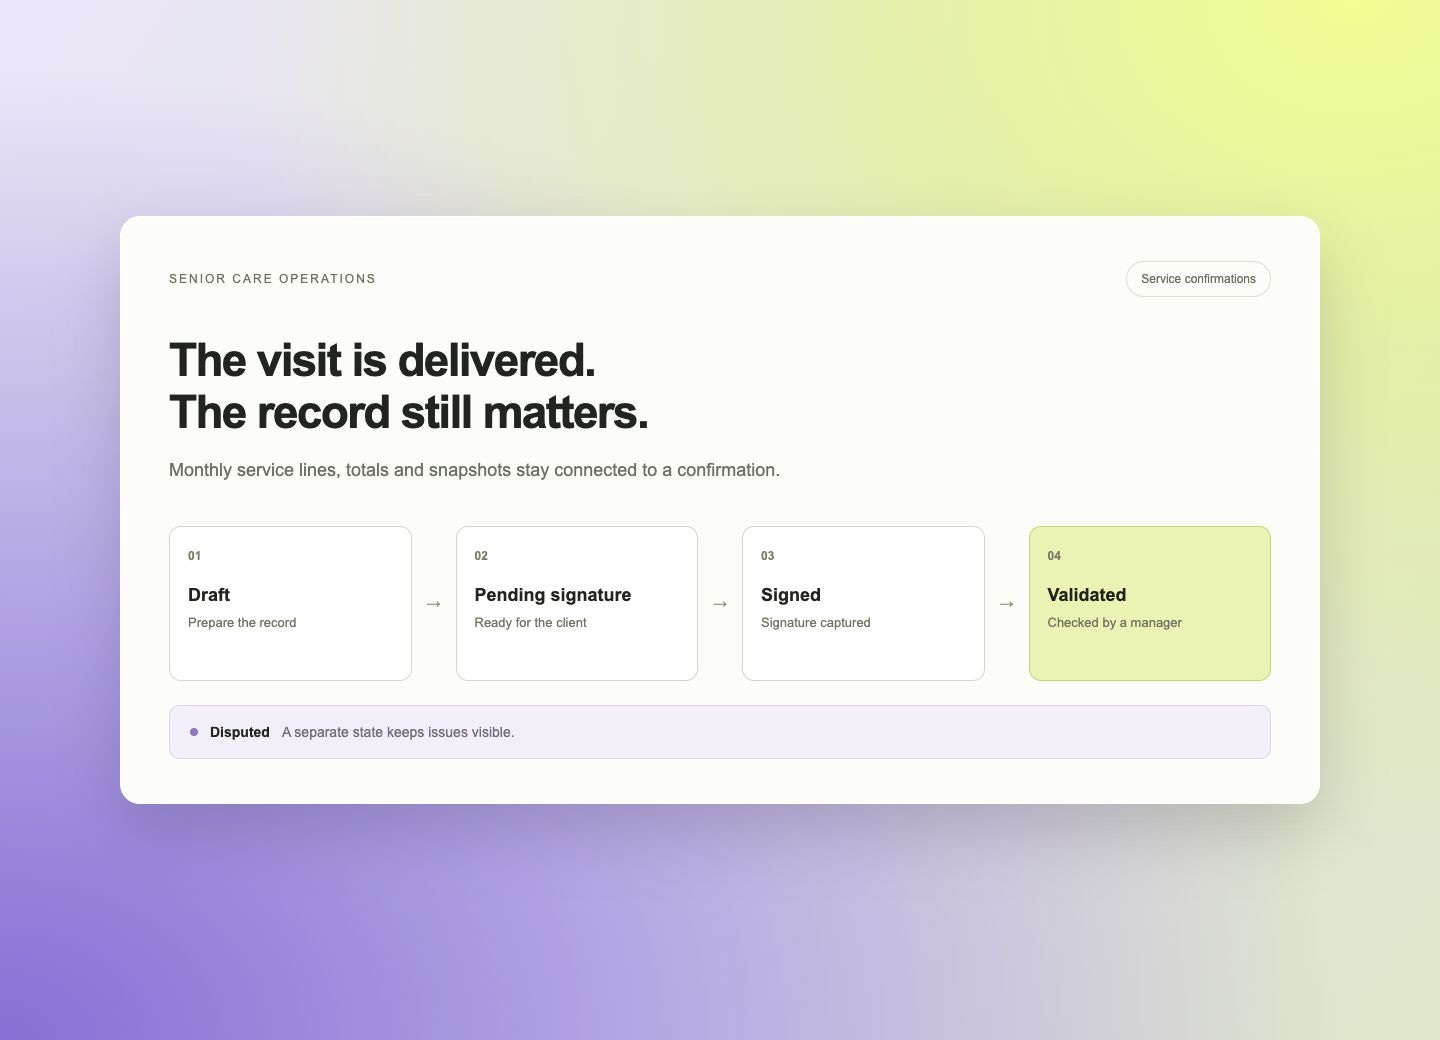 SENIOR CARE OPERATIONS
Service confirmations
The visit is delivered.
The record still matters.
Monthly service lines, totals and snapshots stay connected to a confirmation.
01
Draft
Prepare the record
→
02
Pending signature
Ready for the client
→
03
Signed
Signature captured
→
04
Validated
Checked by a manager
Disputed A separate state keeps issues visible.